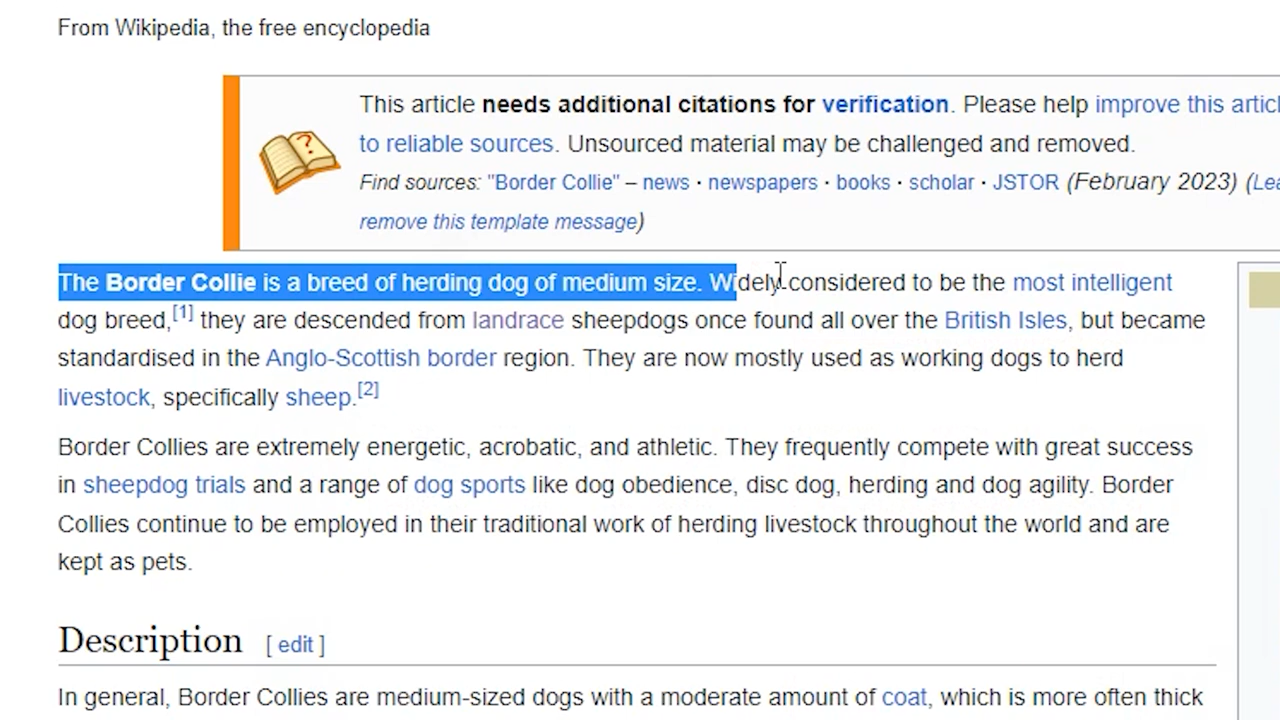 From Wikipedia, the free encyclopedia
This article needs additional citations for verification. Please help improve this artic
to reliable sources. Unsourced material may be challenged and removed.
Find sources: "Border Collie" – news · newspapers · books · scholar · JSTOR (February 2023) (Lea
remove this template message)
The Border Collie is a breed of herding dog of medium size. Widely considered to be the most intelligent
dog breed,[1] they are descended from landrace sheepdogs once found all over the British Isles, but became
standardised in the Anglo-Scottish border region. They are now mostly used as working dogs to herd
livestock, specifically sheep.[2]
Border Collies are extremely energetic, acrobatic, and athletic. They frequently compete with great success
in sheepdog trials and a range of dog sports like dog obedience, disc dog, herding and dog agility. Border
Collies continue to be employed in their traditional work of herding livestock throughout the world and are
kept as pets.
Description [ edit ]
In general, Border Collies are medium-sized dogs with a moderate amount of coat, which is more often thick